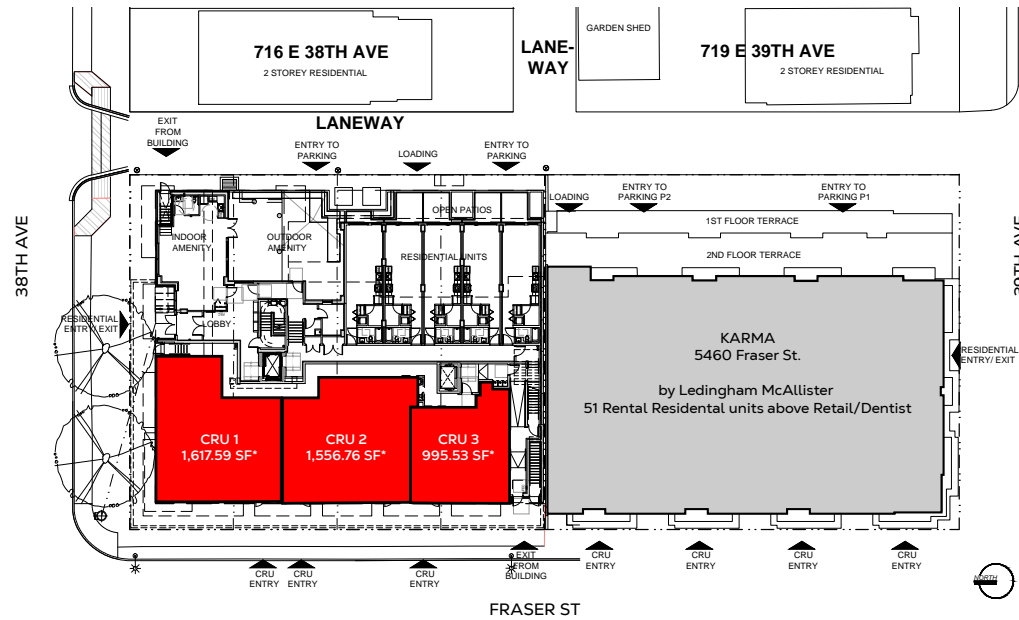 GARDEN SHED
716 E 38TH AVE
2 STOREY RESIDENTIAL
LANE-
WAY
719 E 39TH AVE
2 STOREY RESIDENTIAL
LANEWAY
EXIT
FROM
BUILDING
ENTRY TO
PARKING
LOADING
ENTRY TO
PARKING
LOADING
ENTRY TO
PARKING P2
ENTRY TO
PARKING P1
OPEN PATIOS
1ST FLOOR TERRACE
2ND FLOOR TERRACE
INDOOR
AMENITY
OUTDOOR
AMENITY
RESIDENTIAL UNITS
38TH AVE
39TH AVE
RESIDENTIAL
ENTRY/ EXIT
LOBBY
KARMA
5460 Fraser St.
by Ledingham McAllister
51 Rental Residental units above Retail/Dentist
RESIDENTIAL
ENTRY/ EXIT
CRU 1
1,617.59 SF*
CRU 2
1,556.76 SF*
CRU 3
995.53 SF*
CRU
ENTRY
CRU
ENTRY
CRU
ENTRY
EXIT
FROM
BUILDING
CRU
ENTRY
CRU
ENTRY
CRU
ENTRY
CRU
ENTRY
NORTH
FRASER ST